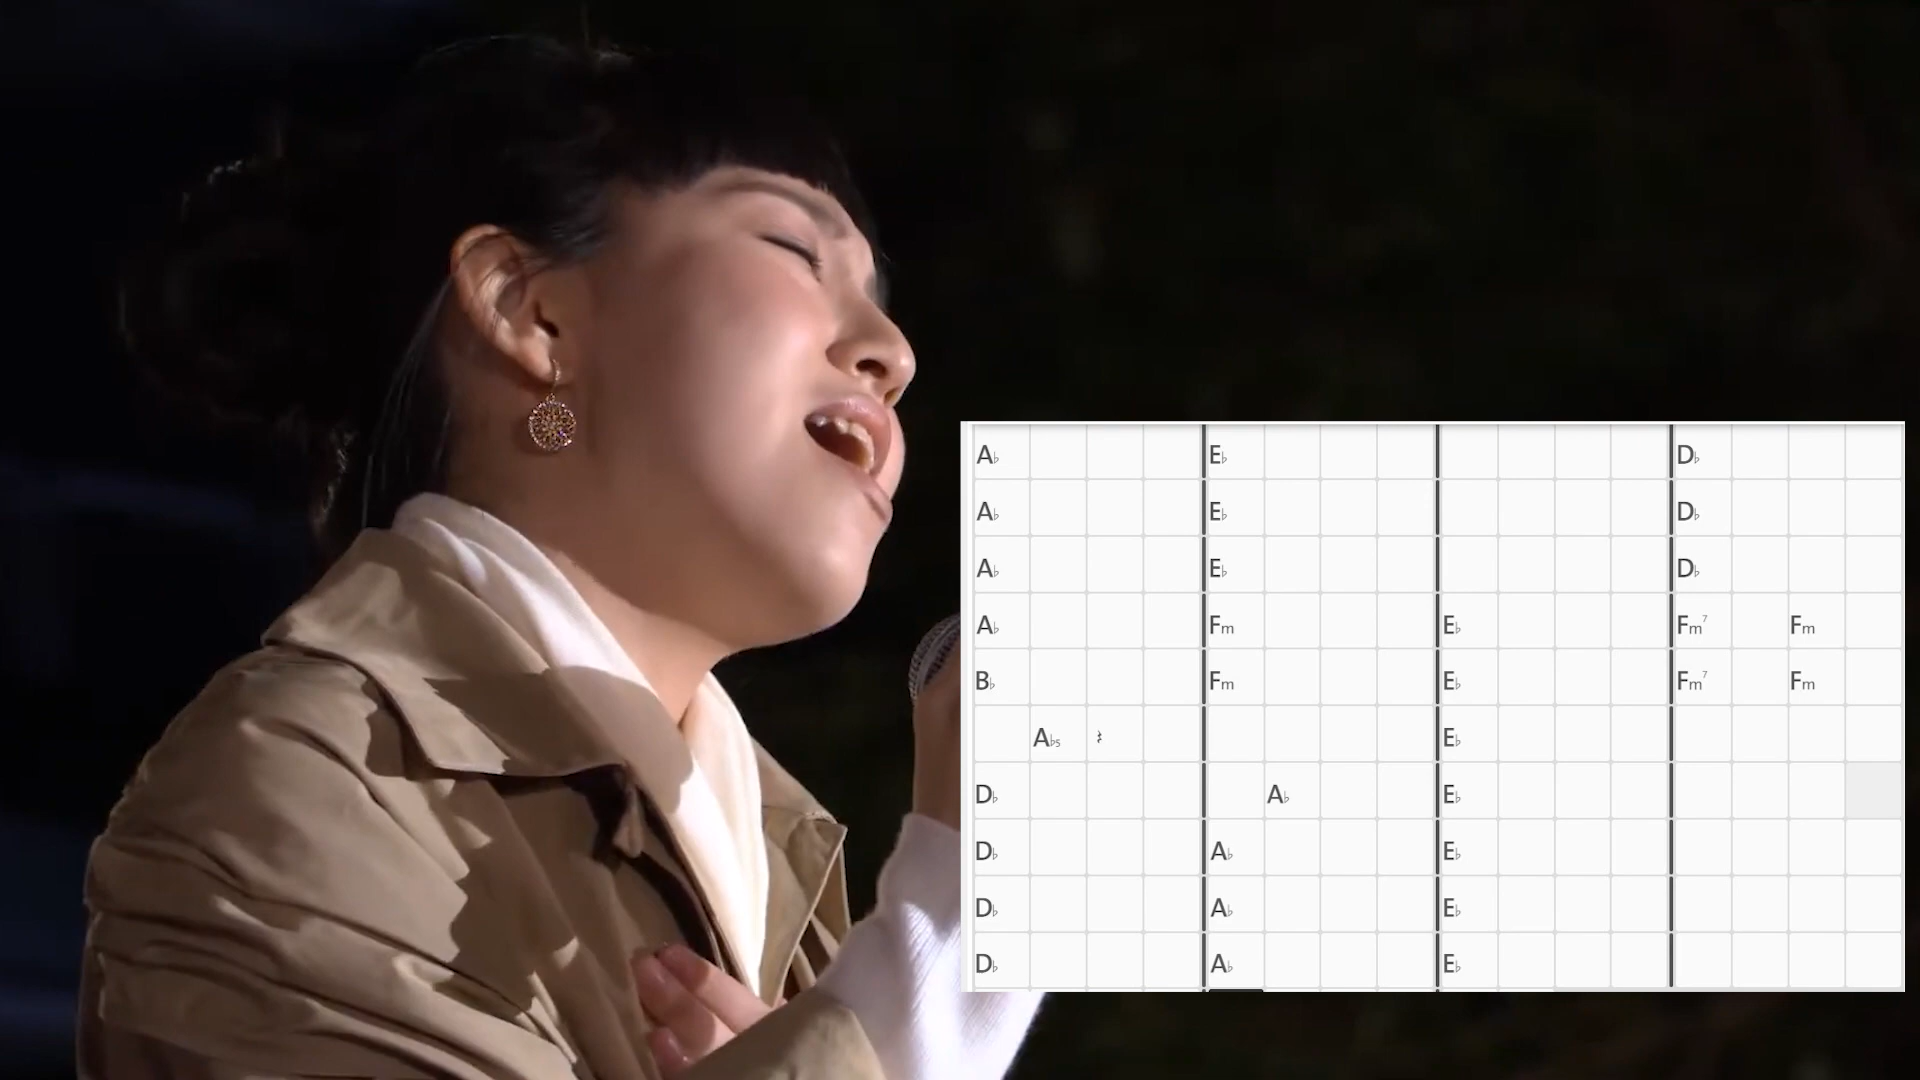 A♭ E♭ D♭
A♭ E♭ D♭
A♭ E♭ D♭
A♭ Fm E♭ Fm7 Fm
B♭ Fm E♭ Fm7 Fm
A♭5 𝄽 E♭
D♭ A♭ E♭
D♭ A♭ E♭
D♭ A♭ E♭
D♭ A♭ E♭